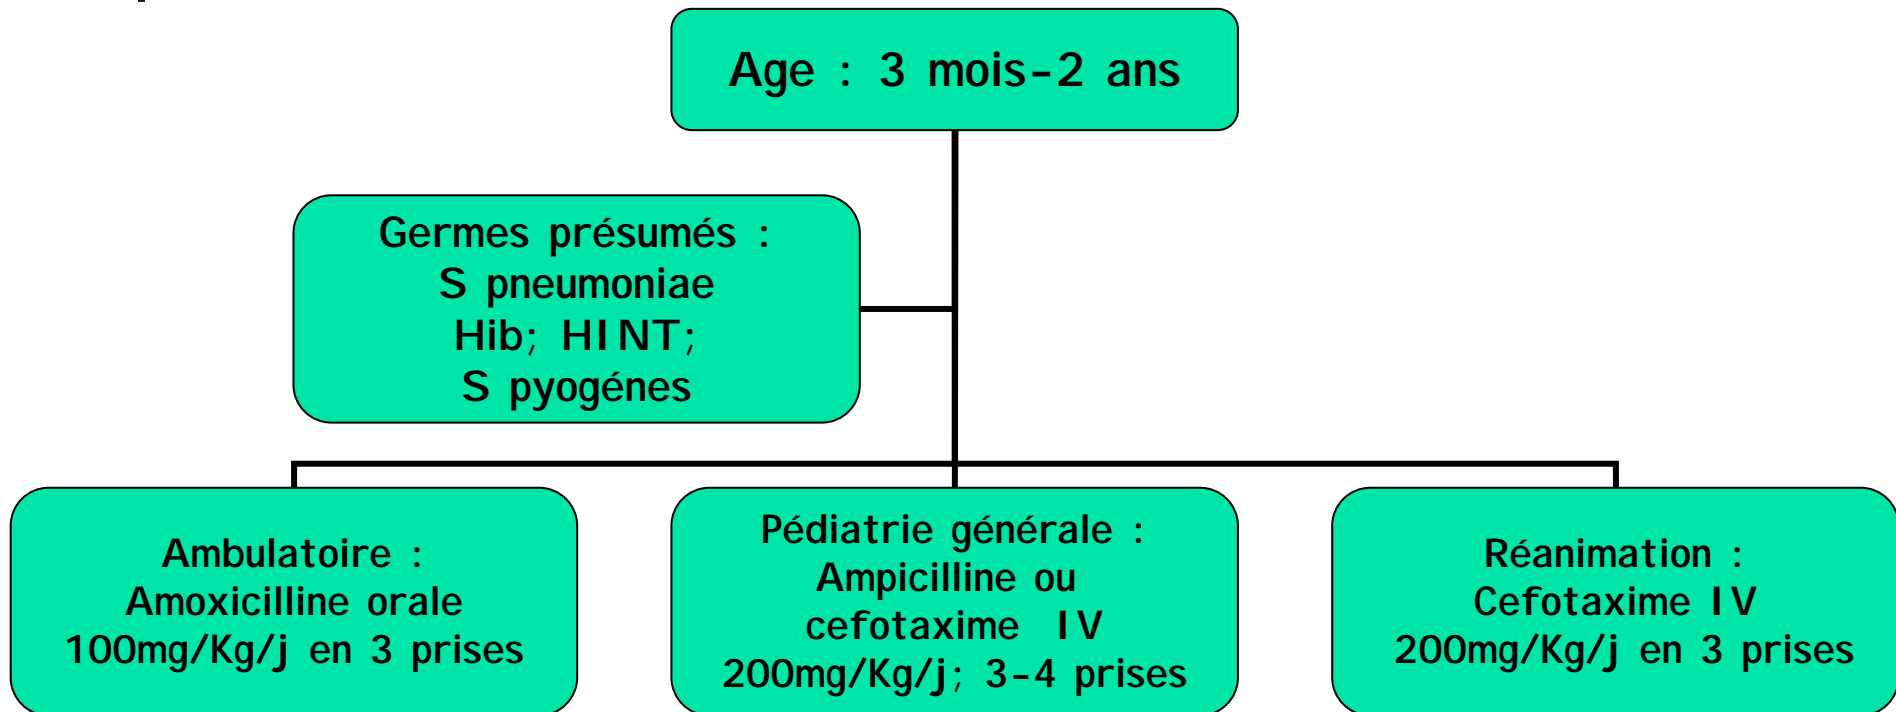 Age : 3 mois-2 ans
Germes présumés :
S pneumoniae
Hib; HINT;
S pyogénes
Ambulatoire :
Amoxicilline orale
100mg/Kg/j en 3 prises
Pédiatrie générale :
Ampicilline ou
cefotaxime IV
200mg/Kg/j; 3-4 prises
Réanimation :
Cefotaxime IV
200mg/Kg/j en 3 prises